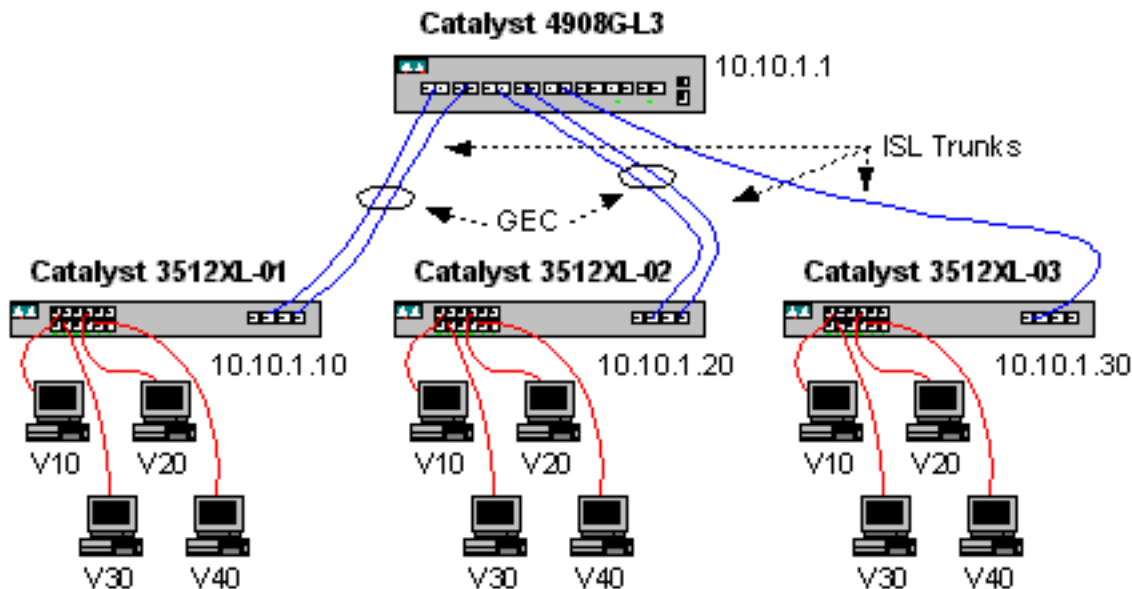 Catalyst 4908G-L3
10.10.1.1
ISL Trunks
GEC
Catalyst 3512XL-01
Catalyst 3512XL-02
Catalyst 3512XL-03
10.10.1.10
10.10.1.20
10.10.1.30
V10
V20
V10
V20
V10
V20
V30
V40
V30
V40
V30
V40